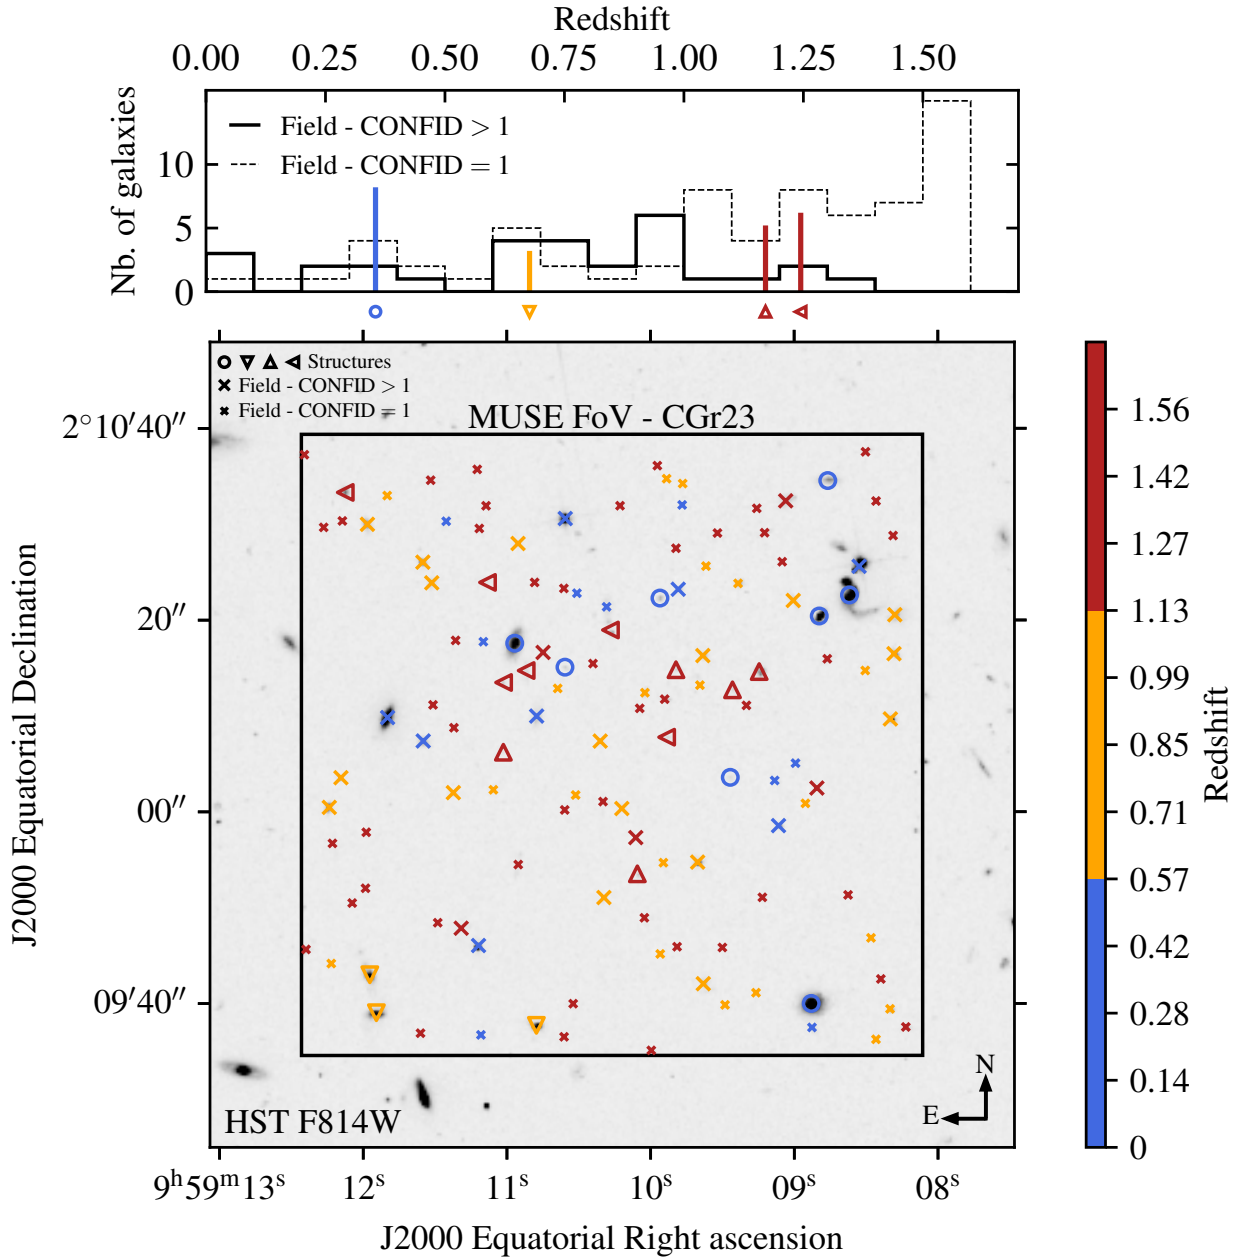 Redshift
0.00 0.25 0.50 0.75 1.00 1.25 1.50
Nb. of galaxies
10
5
0
Field - CONFID > 1
Field - CONFID = 1
Structures
Field - CONFID > 1
Field - CONFID = 1
MUSE FoV - CGr23
2°10′40″
20″
00″
09′40″
J2000 Equatorial Declination
N
E
HST F814W
9ʰ59ᵐ13ˢ 12ˢ 11ˢ 10ˢ 09ˢ 08ˢ
J2000 Equatorial Right ascension
1.56
1.42
1.27
1.13
0.99
0.85
0.71
0.57
0.42
0.28
0.14
0
Redshift